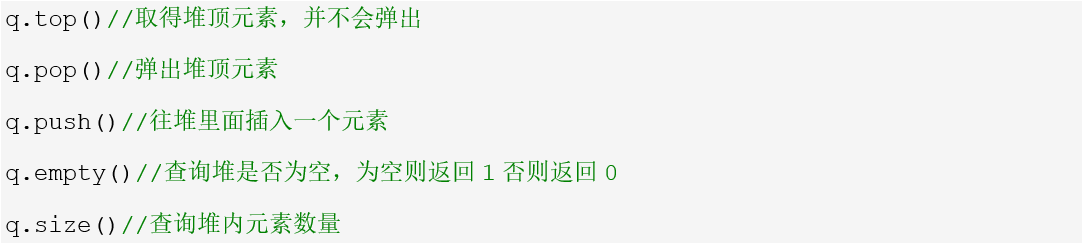 q.top()//取得堆顶元素，并不会弹出
q.pop()//弹出堆顶元素
q.push()//往堆里面插入一个元素
q.empty()//查询堆是否为空，为空则返回 1 否则返回 0
q.size()//查询堆内元素数量